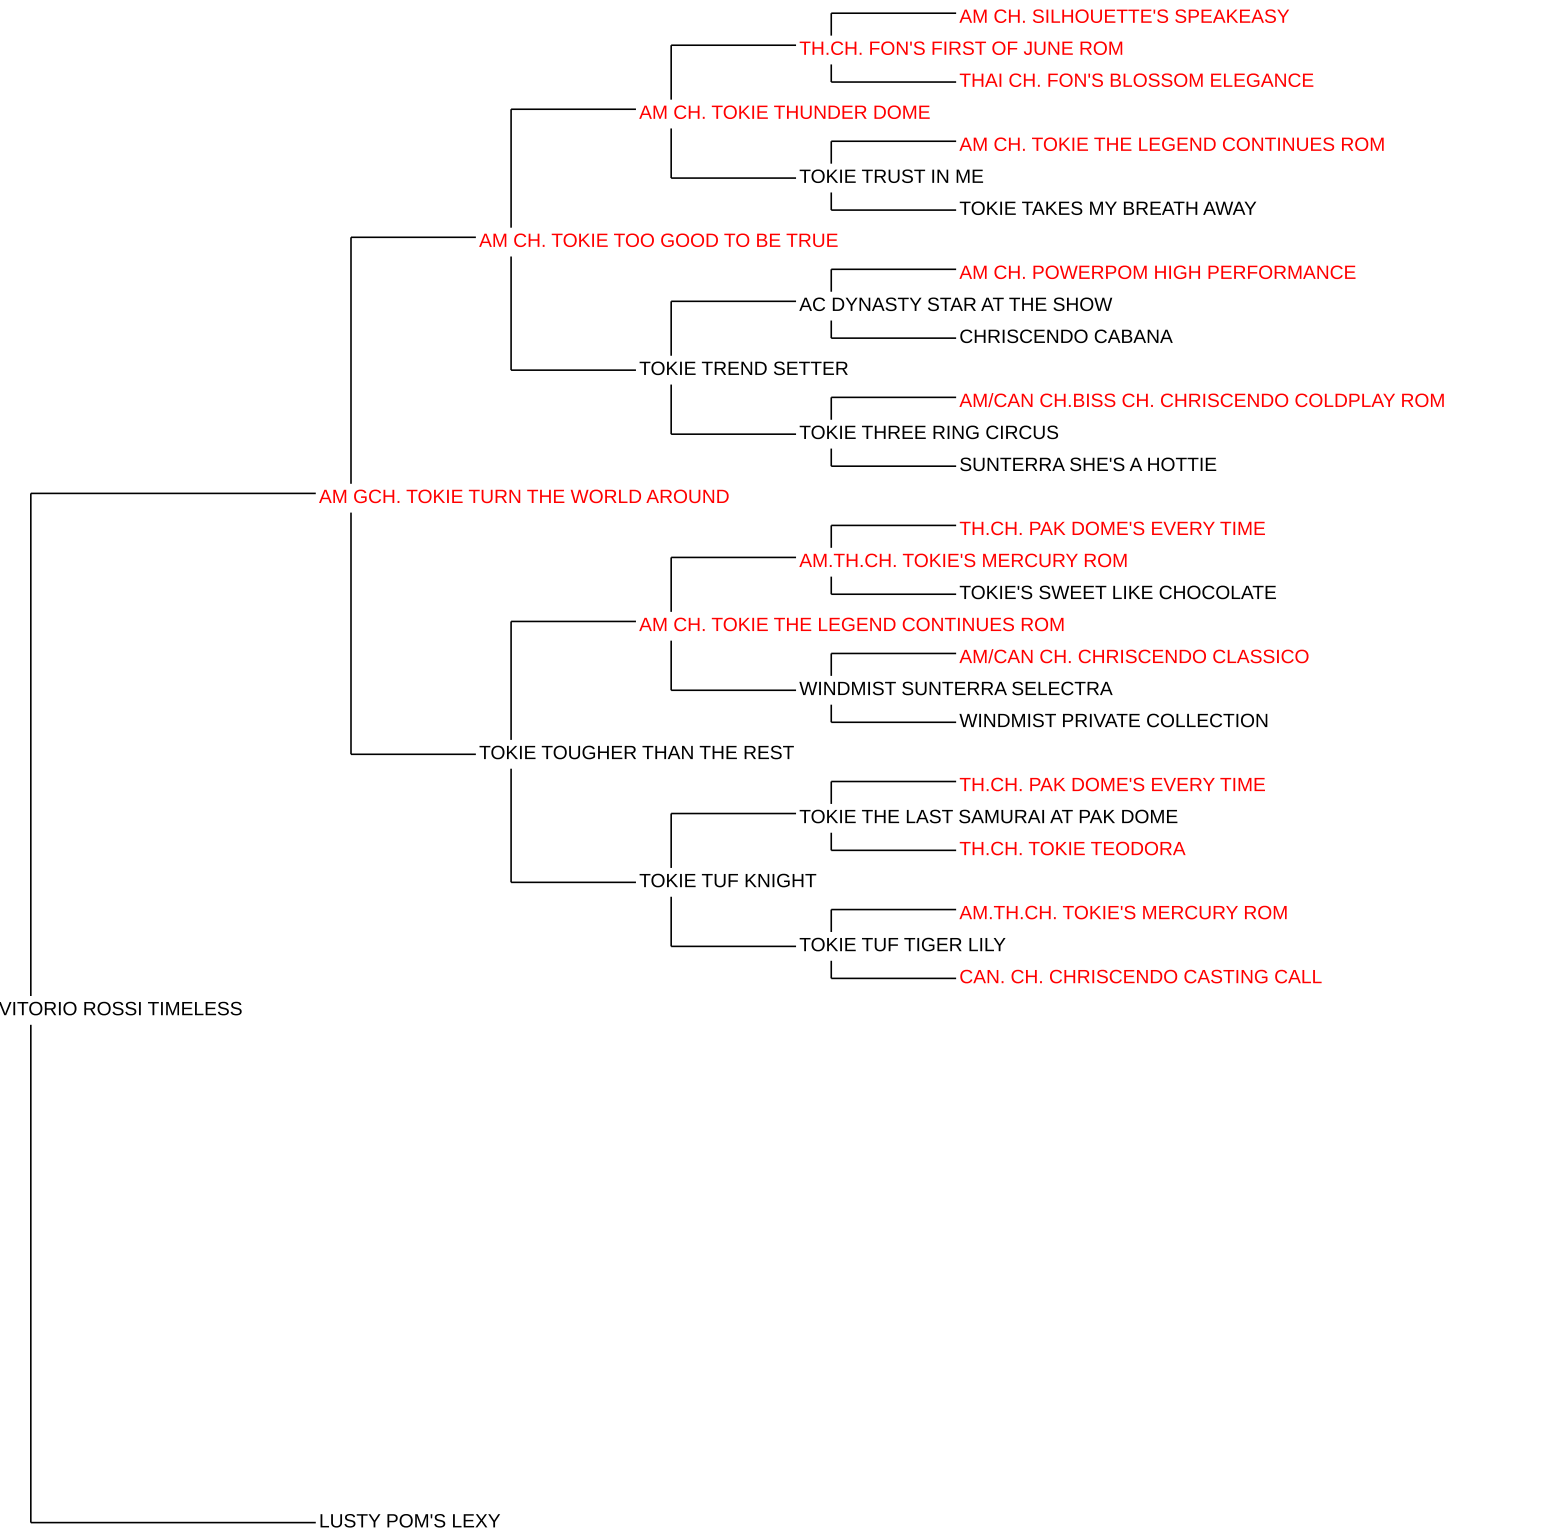 AM CH. SILHOUETTE'S SPEAKEASY
TH.CH. FON'S FIRST OF JUNE ROM
THAI CH. FON'S BLOSSOM ELEGANCE
AM CH. TOKIE THUNDER DOME
AM CH. TOKIE THE LEGEND CONTINUES ROM
TOKIE TRUST IN ME
TOKIE TAKES MY BREATH AWAY
AM CH. TOKIE TOO GOOD TO BE TRUE
AM CH. POWERPOM HIGH PERFORMANCE
AC DYNASTY STAR AT THE SHOW
CHRISCENDO CABANA
TOKIE TREND SETTER
AM/CAN CH.BISS CH. CHRISCENDO COLDPLAY ROM
TOKIE THREE RING CIRCUS
SUNTERRA SHE'S A HOTTIE
AM GCH. TOKIE TURN THE WORLD AROUND
TH.CH. PAK DOME'S EVERY TIME
AM.TH.CH. TOKIE'S MERCURY ROM
TOKIE'S SWEET LIKE CHOCOLATE
AM CH. TOKIE THE LEGEND CONTINUES ROM
AM/CAN CH. CHRISCENDO CLASSICO
WINDMIST SUNTERRA SELECTRA
WINDMIST PRIVATE COLLECTION
TOKIE TOUGHER THAN THE REST
TH.CH. PAK DOME'S EVERY TIME
TOKIE THE LAST SAMURAI AT PAK DOME
TH.CH. TOKIE TEODORA
TOKIE TUF KNIGHT
AM.TH.CH. TOKIE'S MERCURY ROM
TOKIE TUF TIGER LILY
CAN. CH. CHRISCENDO CASTING CALL
VITORIO ROSSI TIMELESS
LUSTY POM'S LEXY